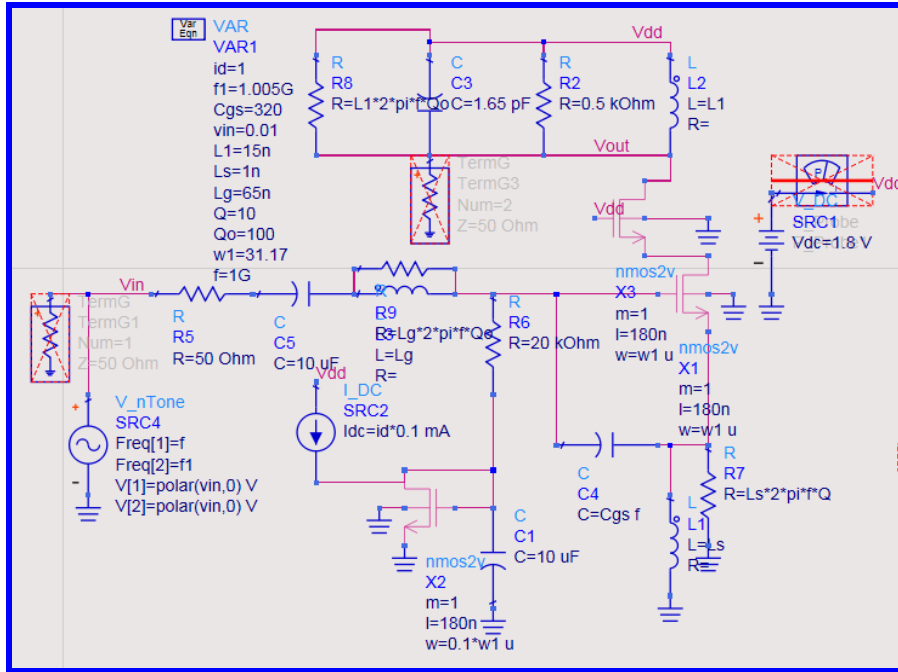 Var
Eqn
VAR
VAR1
id=1
f1=1.005G
Cgs=320
vin=0.01
L1=15n
Ls=1n
Lg=65n
Q=10
Qo=100
w1=31.17
f=1G
R
R8
R=L1*2*pi*f*Qo
C
C3
C=1.65 pF
R
R2
R=0.5 kOhm
Vdd
L
L2
L=L1
R=
Vout
TermG
TermG3
Num=2
Z=50 Ohm
Vdd
V_DC
SRC1
Vdc=1.8 V
P
Vin
TermG
TermG1
Num=1
Z=50 Ohm
R
R5
R=50 Ohm
C
C5
C=10 uF
R
R9
R=Lg*2*pi*f*Qo
L=Lg
R=
R
R6
R=20 kOhm
nmos2v
X3
m=1
l=180n
w=w1 u
nmos2v
X1
m=1
l=180n
w=w1 u
Vdd
I_DC
SRC2
Idc=id*0.1 mA
V_nTone
SRC4
Freq[1]=f
Freq[2]=f1
V[1]=polar(vin,0) V
V[2]=polar(vin,0) V
nmos2v
X2
m=1
l=180n
w=0.1*w1 u
C
C1
C=10 uF
C
C4
C=Cgs f
R
R7
R=Ls*2*pi*f*Q
L
L1
L=Ls
R=